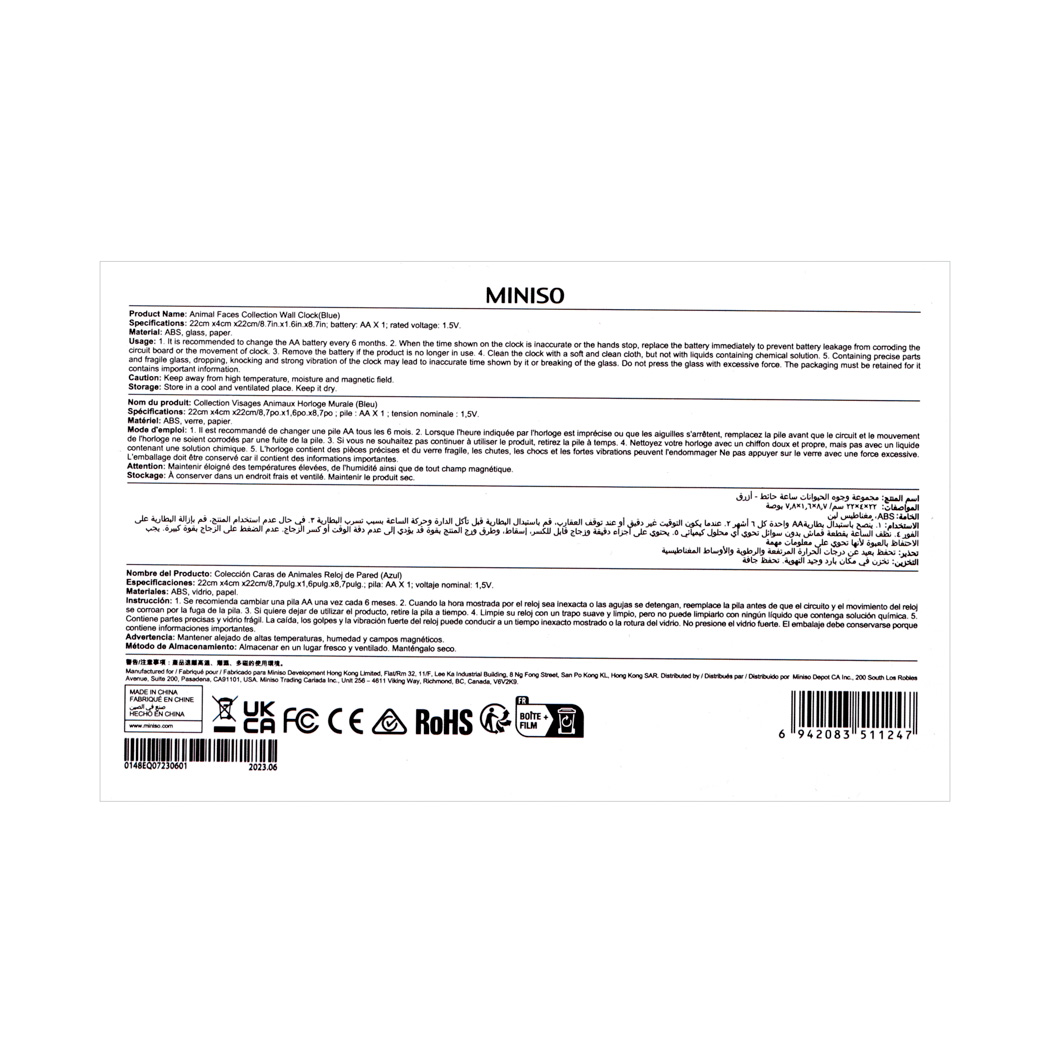 MINISO
Product Name: Animal Faces Collection Wall Clock(Blue)
Specifications: 22cm x4cm x22cm/8.7in.x1.6in.x8.7in; battery: AA X 1; rated voltage: 1.5V.
Material: ABS, glass, paper.
Usage: 1. It is recommended to change the AA battery every 6 months. 2. When the time shown on the clock is inaccurate or the hands stop, replace the battery immediately to prevent battery leakage from corroding the
circuit board or the movement of clock. 3. Remove the battery if the product is no longer in use. 4. Clean the clock with a soft and clean cloth, but not with liquids containing chemical solution. 5. Containing precise parts
and fragile glass, dropping, knocking and strong vibration of the clock may lead to inaccurate time shown by it or breaking of the glass. Do not press the glass with excessive force. The packaging must be retained for it
contains important information.
Caution: Keep away from high temperature, moisture and magnetic field.
Storage: Store in a cool and ventilated place. Keep it dry.
Nom du produit: Collection Visages Animaux Horloge Murale (Bleu)
Spécifications: 22cm x4cm x22cm/8,7po.x1,6po.x8,7po ; pile : AA X 1 ; tension nominale : 1,5V.
Matériel: ABS, verre, papier.
Mode d'emploi: 1. Il est recommandé de changer une pile AA tous les 6 mois. 2. Lorsque l'heure indiquée par l'horloge est imprécise ou que les aiguilles s'arrêtent, remplacez la pile avant que le circuit et le mouvement
de l'horloge ne soient corrodés par une fuite de la pile. 3. Si vous ne souhaitez pas continuer à utiliser le produit, retirez la pile à temps. 4. Nettoyez votre horloge avec un chiffon doux et propre, mais pas avec un liquide
contenant une solution chimique. 5. L'horloge contient des pièces précises et du verre fragile, les chutes, les chocs et les fortes vibrations peuvent l'endommager Ne pas appuyer sur le verre avec une force excessive.
L'emballage doit être conservé car il contient des informations importantes.
Attention: Maintenir éloigné des températures élevées, de l'humidité ainsi que de tout champ magnétique.
Stockage: À conserver dans un endroit frais et ventilé. Maintenir le produit sec.
اسم المنتج: مجموعة وجوه الحيوانات ساعة حائط - أزرق
المواصفات: ٢٢×٤×٢٢ سم/ ٨,٧×١,٦×٧,٨ بوصة
الخامة: ABS، مغناطيس لين
الاستخدام: ١. ينصح باستبدال بطاريةAA واحدة كل ٦ أشهر ٢. عندما يكون التوقيت غير دقيق أو عند توقف العقارب، قم باستبدال البطارية قبل تآكل الدارة وحركة الساعة بسبب تسرب البطارية ٣. في حال عدم استخدام المنتج، قم بإزالة البطارية على
الفور ٤. نظف الساعة بقطعة قماش بدون سوائل تحوي أي محلول كيميائي ٥. يحتوي على أجزاء دقيقة وزجاج قابل للكسر، إسقاط، وطرق ورج المنتج بقوة قد يؤدي إلى عدم دقة الوقت أو كسر الزجاج. عدم الضغط على الزجاج بقوة كبيرة. يجب
الاحتفاظ بالعبوة لأنها تحوي على معلومات مهمة
تحذير: تحفظ بعيد عن درجات الحرارة المرتفعة والرطوبة والأوساط المغناطيسية
التخزين: تخزن في مكان بارد وجيد التهوية. تحفظ جافة
Nombre del Producto: Colección Caras de Animales Reloj de Pared (Azul)
Especificaciones: 22cm x4cm x22cm/8,7pulg.x1,6pulg.x8,7pulg.; pila: AA X 1; voltaje nominal: 1,5V.
Materiales: ABS, vidrio, papel.
Instrucción: 1. Se recomienda cambiar una pila AA una vez cada 6 meses. 2. Cuando la hora mostrada por el reloj sea inexacta o las agujas se detengan, reemplace la pila antes de que el circuito y el movimiento del reloj
se corroan por la fuga de la pila. 3. Si quiere dejar de utilizar el producto, retire la pila a tiempo. 4. Limpie su reloj con un trapo suave y limpio, pero no puede limpiarlo con ningún líquido que contenga solución química. 5.
Contiene partes precisas y vidrio frágil. La caída, los golpes y la vibración fuerte del reloj puede conducir a un tiempo inexacto mostrado o la rotura del vidrio. No presione el vidrio fuerte. El embalaje debe conservarse porque
contiene informaciones importantes.
Advertencia: Mantener alejado de altas temperaturas, humedad y campos magnéticos.
Método de Almacenamiento: Almacenar en un lugar fresco y ventilado. Manténgalo seco.
警告/注意事項：產品遠離高溫、潮濕、多磁的使用環境。
Manufactured for / Fabriqué pour / Fabricado para Miniso Development Hong Kong Limited, Flat/Rm 32, 11/F, Lee Ka Industrial Building, 8 Ng Fong Street, San Po Kong KL, Hong Kong SAR. Distributed by / Distribués par / Distribuido por Miniso Depot CA Inc., 200 South Los Robles
Avenue, Suite 200, Pasadena, CA91101, USA. Miniso Trading Canada Inc., Unit 256 – 4611 Viking Way, Richmond, BC, Canada, V6V2K9.
MADE IN CHINA
FABRIQUÉ EN CHINE
صنع في الصين
HECHO EN CHINA
www.miniso.com
UK
CA
FC CE RoHS
FR
BOÎTE +
FILM
6 942083 511247
0148EQ07230601 2023.06